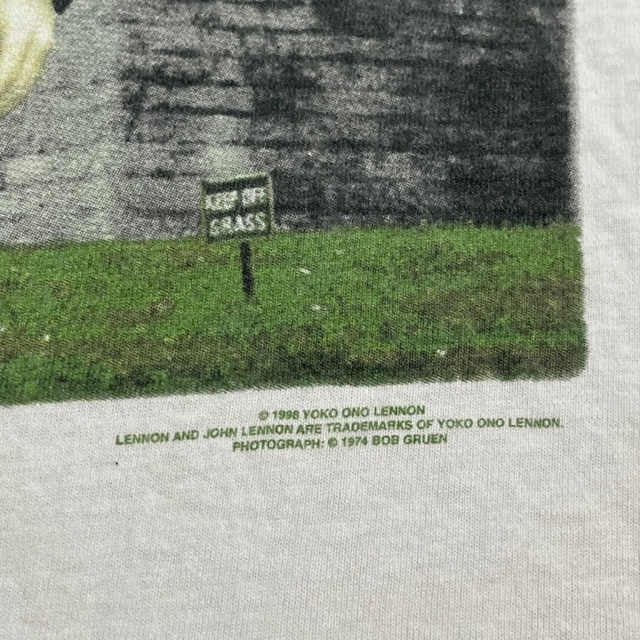 KEEP OFF
GRASS
© 1998 YOKO ONO LENNON
LENNON AND JOHN LENNON ARE TRADEMARKS OF YOKO ONO LENNON.
PHOTOGRAPH: © 1974 BOB GRUEN